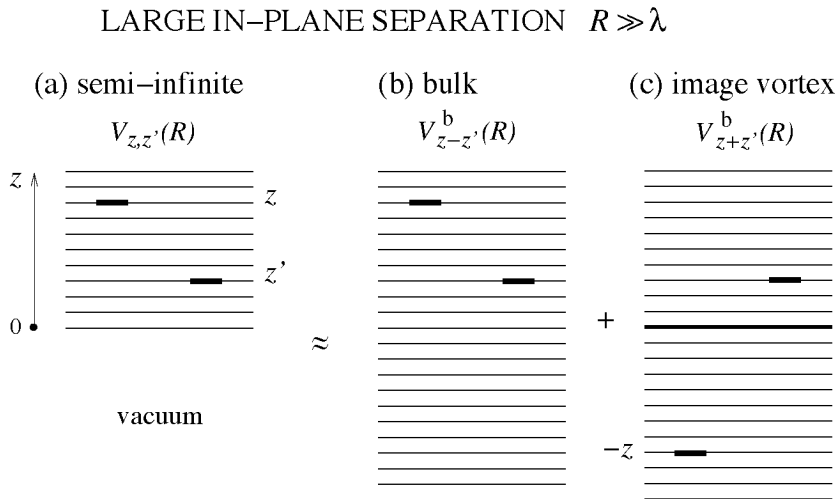 LARGE IN-PLANE SEPARATION R ≫ λ
(a) semi-infinite
(b) bulk
(c) image vortex
V_{z,z'}(R)
V^b_{z-z'}(R)
V^b_{z+z'}(R)
z
z
z'
0
≈
+
vacuum
-z